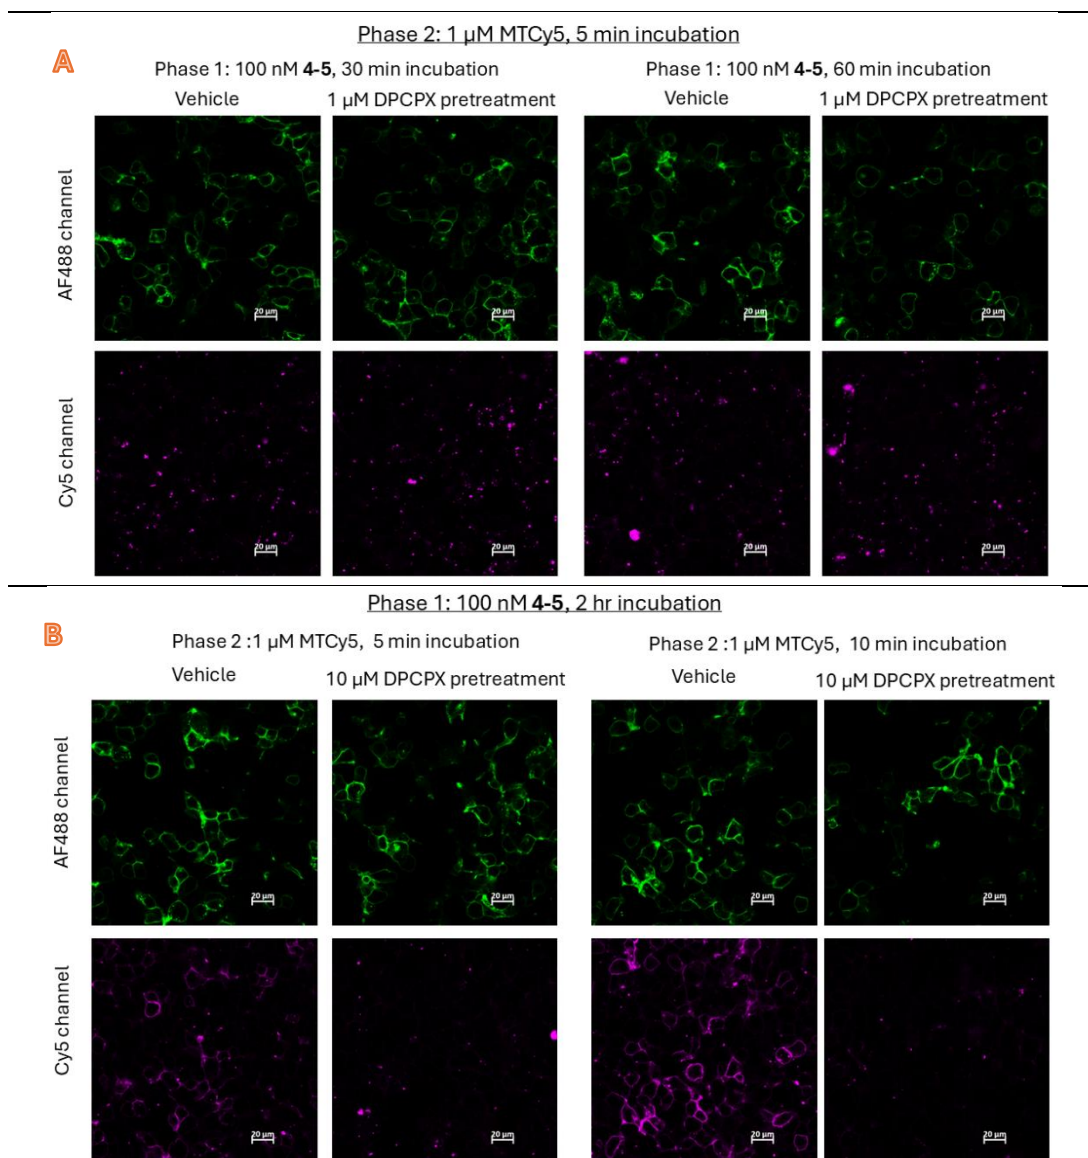 Phase 2: 1 µM MTCy5, 5 min incubation
A
Phase 1: 100 nM 4-5, 30 min incubation
Phase 1: 100 nM 4-5, 60 min incubation
Vehicle
1 µM DPCPX pretreatment
Vehicle
1 µM DPCPX pretreatment
AF488 channel
20 µm
20 µm
20 µm
20 µm
Cy5 channel
20 µm
20 µm
20 µm
20 µm
Phase 1: 100 nM 4-5, 2 hr incubation
B
Phase 2 :1 µM MTCy5, 5 min incubation
Phase 2 :1 µM MTCy5, 10 min incubation
Vehicle
10 µM DPCPX pretreatment
Vehicle
10 µM DPCPX pretreatment
AF488 channel
20 µm
20 µm
20 µm
20 µm
Cy5 channel
20 µm
20 µm
20 µm
20 µm